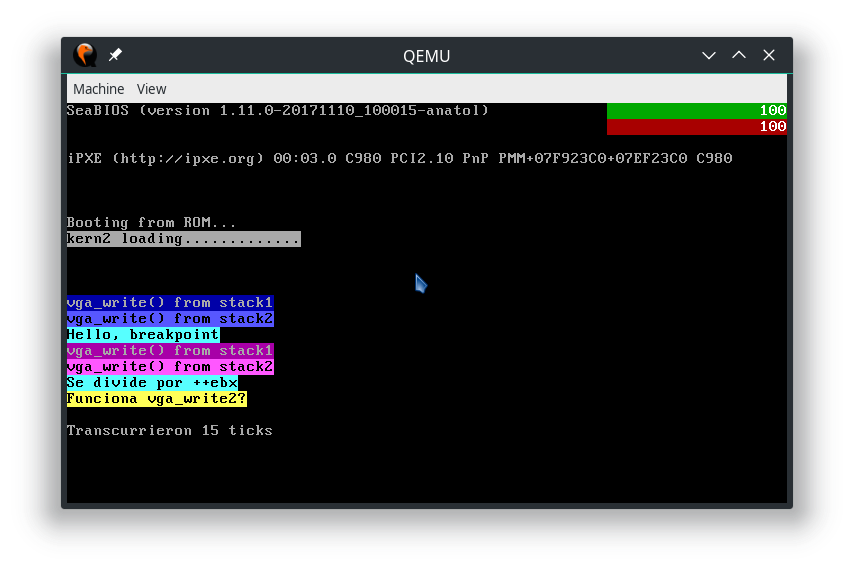 QEMU
Machine View
SeaBIOS (version 1.11.0-20171110_100015-anatol) 100
100
iPXE (http://ipxe.org) 00:03.0 C980 PCI2.10 PnP PMM+07F923C0+07EF23C0 C980
Booting from ROM...
kern2 loading.............
vga_write() from stack1
vga_write() from stack2
Hello, breakpoint
vga_write() from stack1
vga_write() from stack2
Se divide por ++ebx
Funciona vga_write2?
Transcurrieron 15 ticks